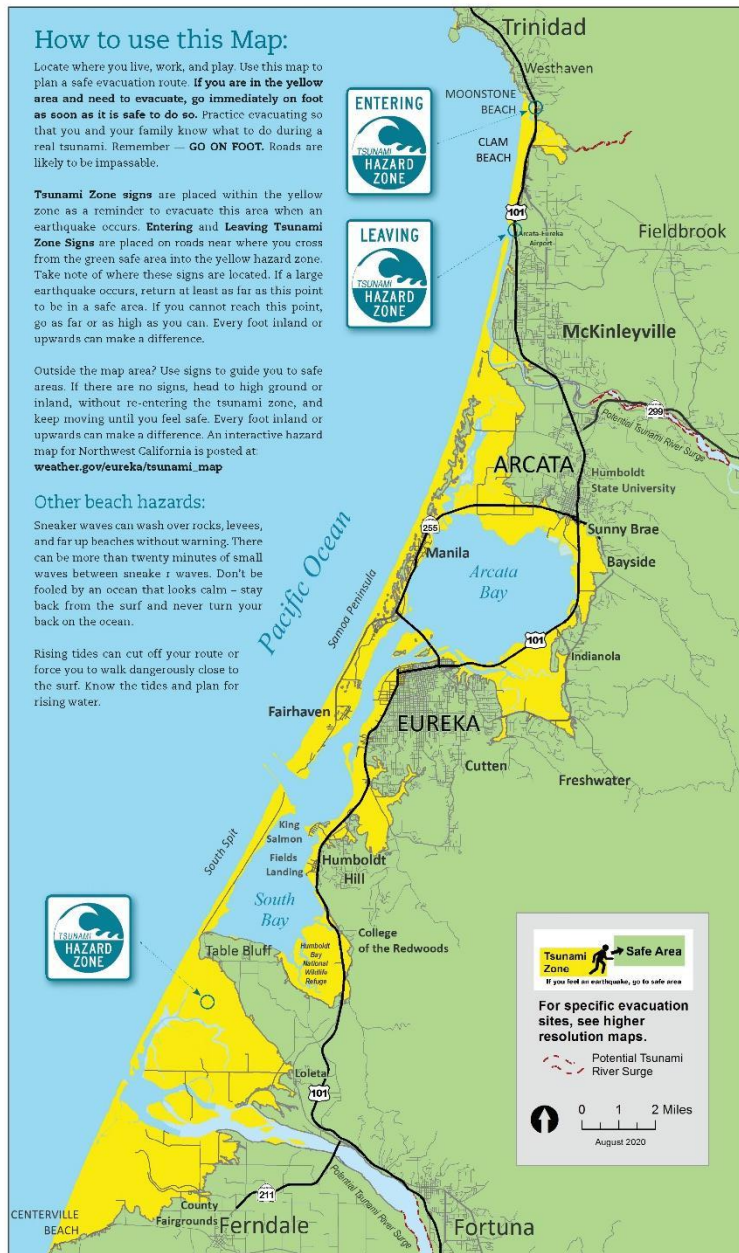 How to use this Map:
Locate where you live, work, and play. Use this map to
plan a safe evacuation route. If you are in the yellow
area and need to evacuate, go immediately on foot
as soon as it is safe to do so. Practice evacuating so
that you and your family know what to do during a
real tsunami. Remember — GO ON FOOT. Roads are
likely to be impassable.
Tsunami Zone signs are placed within the yellow
zone as a reminder to evacuate this area when an
earthquake occurs. Entering and Leaving Tsunami
Zone Signs are placed on roads near where you cross
from the green safe area into the yellow hazard zone.
Take note of where these signs are located. If a large
earthquake occurs, return at least as far as this point
to be in a safe area. If you cannot reach this point,
go as far or as high as you can. Every foot inland or
upwards can make a difference.
Outside the map area? Use signs to guide you to safe
areas. If there are no signs, head to high ground or
inland, without re-entering the tsunami zone, and
keep moving until you feel safe. Every foot inland or
upwards can make a difference. An interactive hazard
map for Northwest California is posted at:
weather.gov/eureka/tsunami_map
Other beach hazards:
Sneaker waves can wash over rocks, levees,
and far up beaches without warning. There
can be more than twenty minutes of small
waves between sneake r waves. Don't be
fooled by an ocean that looks calm – stay
back from the surf and never turn your
back on the ocean.
Rising tides can cut off your route or
force you to walk dangerously close to
the surf. Know the tides and plan for
rising water.
ENTERING
TSUNAMI
HAZARD
ZONE
LEAVING
TSUNAMI
HAZARD
ZONE
Trinidad
Westhaven
MOONSTONE
BEACH
CLAM
BEACH
101
Arcata-Eureka
Airport
Fieldbrook
McKinleyville
299
Potential Tsunami River Surge
ARCATA
Humboldt
State University
255
Sunny Brae
Manila
Bayside
Arcata
Bay
Pacific Ocean
Samoa Peninsula
101
Indianola
Fairhaven
EUREKA
Cutten
Freshwater
King
Salmon
South Spit
Fields
Landing
Humboldt
Hill
South
Bay
College
of the Redwoods
TSUNAMI
HAZARD
ZONE
Table Bluff
Humboldt
Bay
National
Wildlife
Refuge
Loleta
101
211
Potential Tsunami River Surge
County
Fairgrounds
CENTERVILLE
BEACH
Ferndale
Fortuna
Tsunami
Zone
Safe Area
If you feel an earthquake, go to safe area
For specific evacuation
sites, see higher
resolution maps.
Potential Tsunami
River Surge
0 1 2 Miles
August 2020